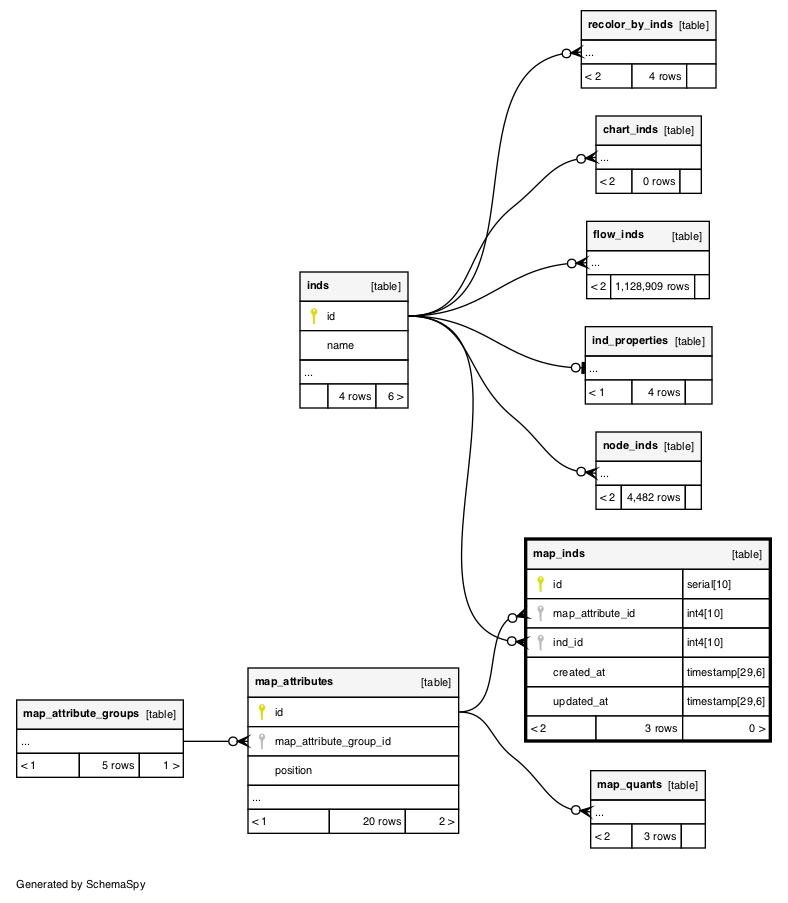 recolor_by_inds [table]
...
< 2 4 rows
chart_inds [table]
...
< 2 0 rows
flow_inds [table]
...
< 2 1,128,909 rows
inds [table]
id
name
...
4 rows 6 >
ind_properties [table]
...
< 1 4 rows
node_inds [table]
...
< 2 4,482 rows
map_inds [table]
id serial[10]
map_attribute_id int4[10]
ind_id int4[10]
created_at timestamp[29,6]
updated_at timestamp[29,6]
< 2 3 rows 0 >
map_attribute_groups [table]
...
< 1 5 rows 1 >
map_attributes [table]
id
map_attribute_group_id
position
...
< 1 20 rows 2 >
map_quants [table]
...
< 2 3 rows
Generated by SchemaSpy